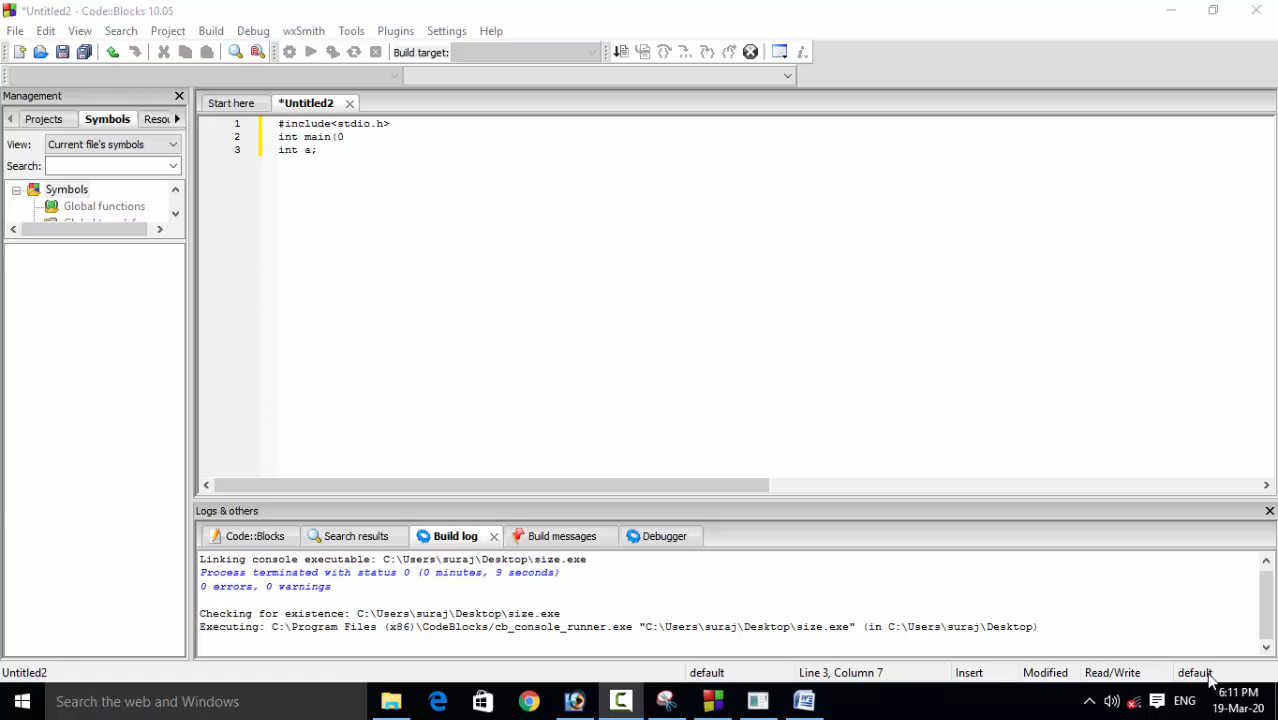 *Untitled2 - Code::Blocks 10.05
File Edit View Search Project Build Debug wxSmith Tools Plugins Settings Help
Build target:
Management
Start here *Untitled2
Projects Symbols Resou
View: Current file's symbols
Search:
Symbols
Global functions
1 #include<stdio.h>
2 int main(0
3 int a;
Logs & others
Code::Blocks Search results Build log Build messages Debugger
Linking console executable: C:\Users\suraj\Desktop\size.exe
Process terminated with status 0 (0 minutes, 9 seconds)
0 errors, 0 warnings
Checking for existence: C:\Users\suraj\Desktop\size.exe
Executing: C:\Program Files (x86)\CodeBlocks/cb_console_runner.exe "C:\Users\suraj\Desktop\size.exe" (in C:\Users\suraj\Desktop)
Untitled2 default Line 3, Column 7 Insert Modified Read/Write default
Search the web and Windows
ENG
6:11 PM
19-Mar-20